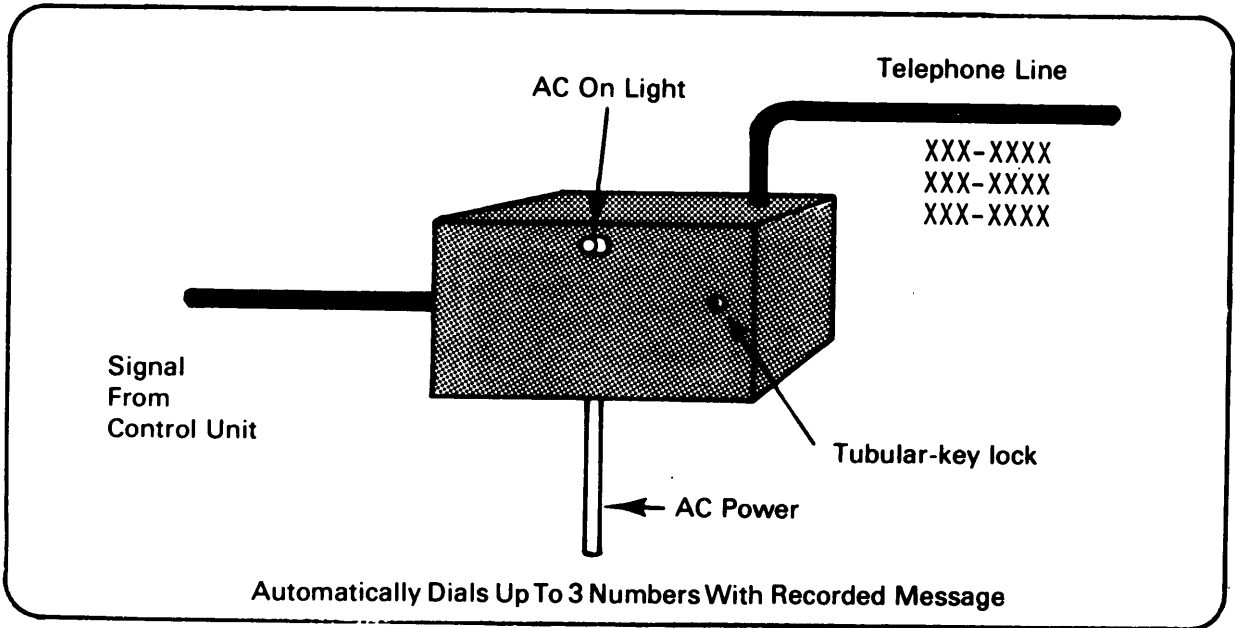 AC On Light
Telephone Line
XXX-XXXX
XXX-XXXX
XXX-XXXX
Signal
From
Control Unit
Tubular-key lock
AC Power
Automatically Dials Up To 3 Numbers With Recorded Message